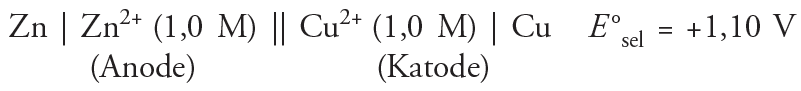 Zn | Zn²⁺ (1,0 M) || Cu²⁺ (1,0 M) | Cu E°sel = +1,10 V
(Anode) (Katode)